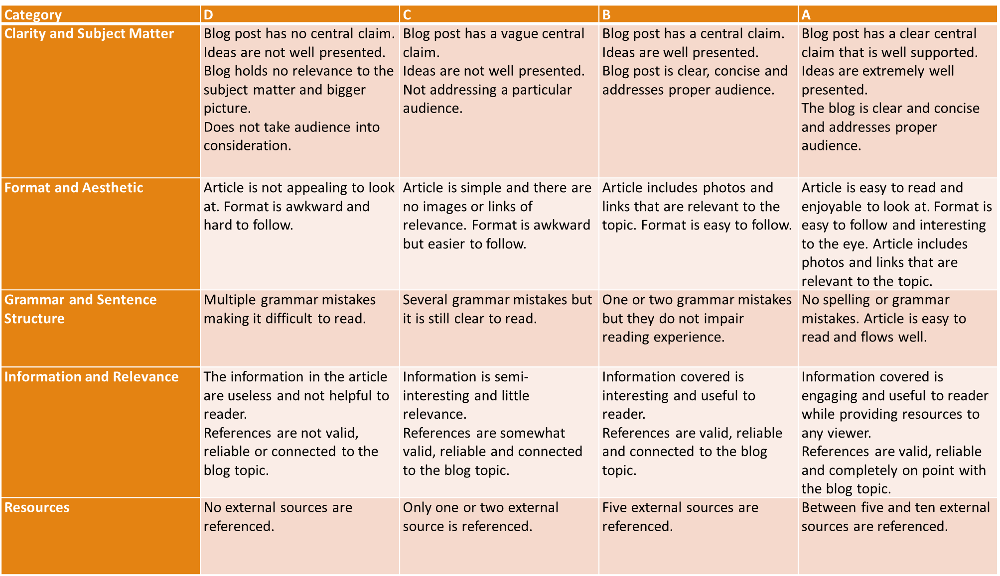 Category
D
C
B
A
Clarity and Subject Matter
Blog post has no central claim.
Ideas are not well presented.
Blog holds no relevance to the
subject matter and bigger
picture.
Does not take audience into
consideration.
Blog post has a vague central
claim.
Ideas are not well presented.
Not addressing a particular
audience.
Blog post has a central claim.
Ideas are well presented.
Blog post is clear, concise and
addresses proper audience.
Blog post has a clear central
claim that is well supported.
Ideas are extremely well
presented.
The blog is clear and concise
and addresses proper
audience.
Format and Aesthetic
Article is not appealing to look
at. Format is awkward and
hard to follow.
Article is simple and there are
no images or links of
relevance. Format is awkward
but easier to follow.
Article includes photos and
links that are relevant to the
topic. Format is easy to follow.
Article is easy to read and
enjoyable to look at. Format is
easy to follow and interesting
to the eye. Article includes
photos and links that are
relevant to the topic.
Grammar and Sentence
Structure
Multiple grammar mistakes
making it difficult to read.
Several grammar mistakes but
it is still clear to read.
One or two grammar mistakes
but they do not impair
reading experience.
No spelling or grammar
mistakes. Article is easy to
read and flows well.
Information and Relevance
The information in the article
are useless and not helpful to
reader.
References are not valid,
reliable or connected to the
blog topic.
Information is semi-
interesting and little
relevance.
References are somewhat
valid, reliable and connected
to the blog topic.
Information covered is
interesting and useful to
reader.
References are valid, reliable
and connected to the blog
topic.
Information covered is
engaging and useful to reader
while providing resources to
any viewer.
References are valid, reliable
and completely on point with
the blog topic.
Resources
No external sources are
referenced.
Only one or two external
source is referenced.
Five external sources are
referenced.
Between five and ten external
sources are referenced.